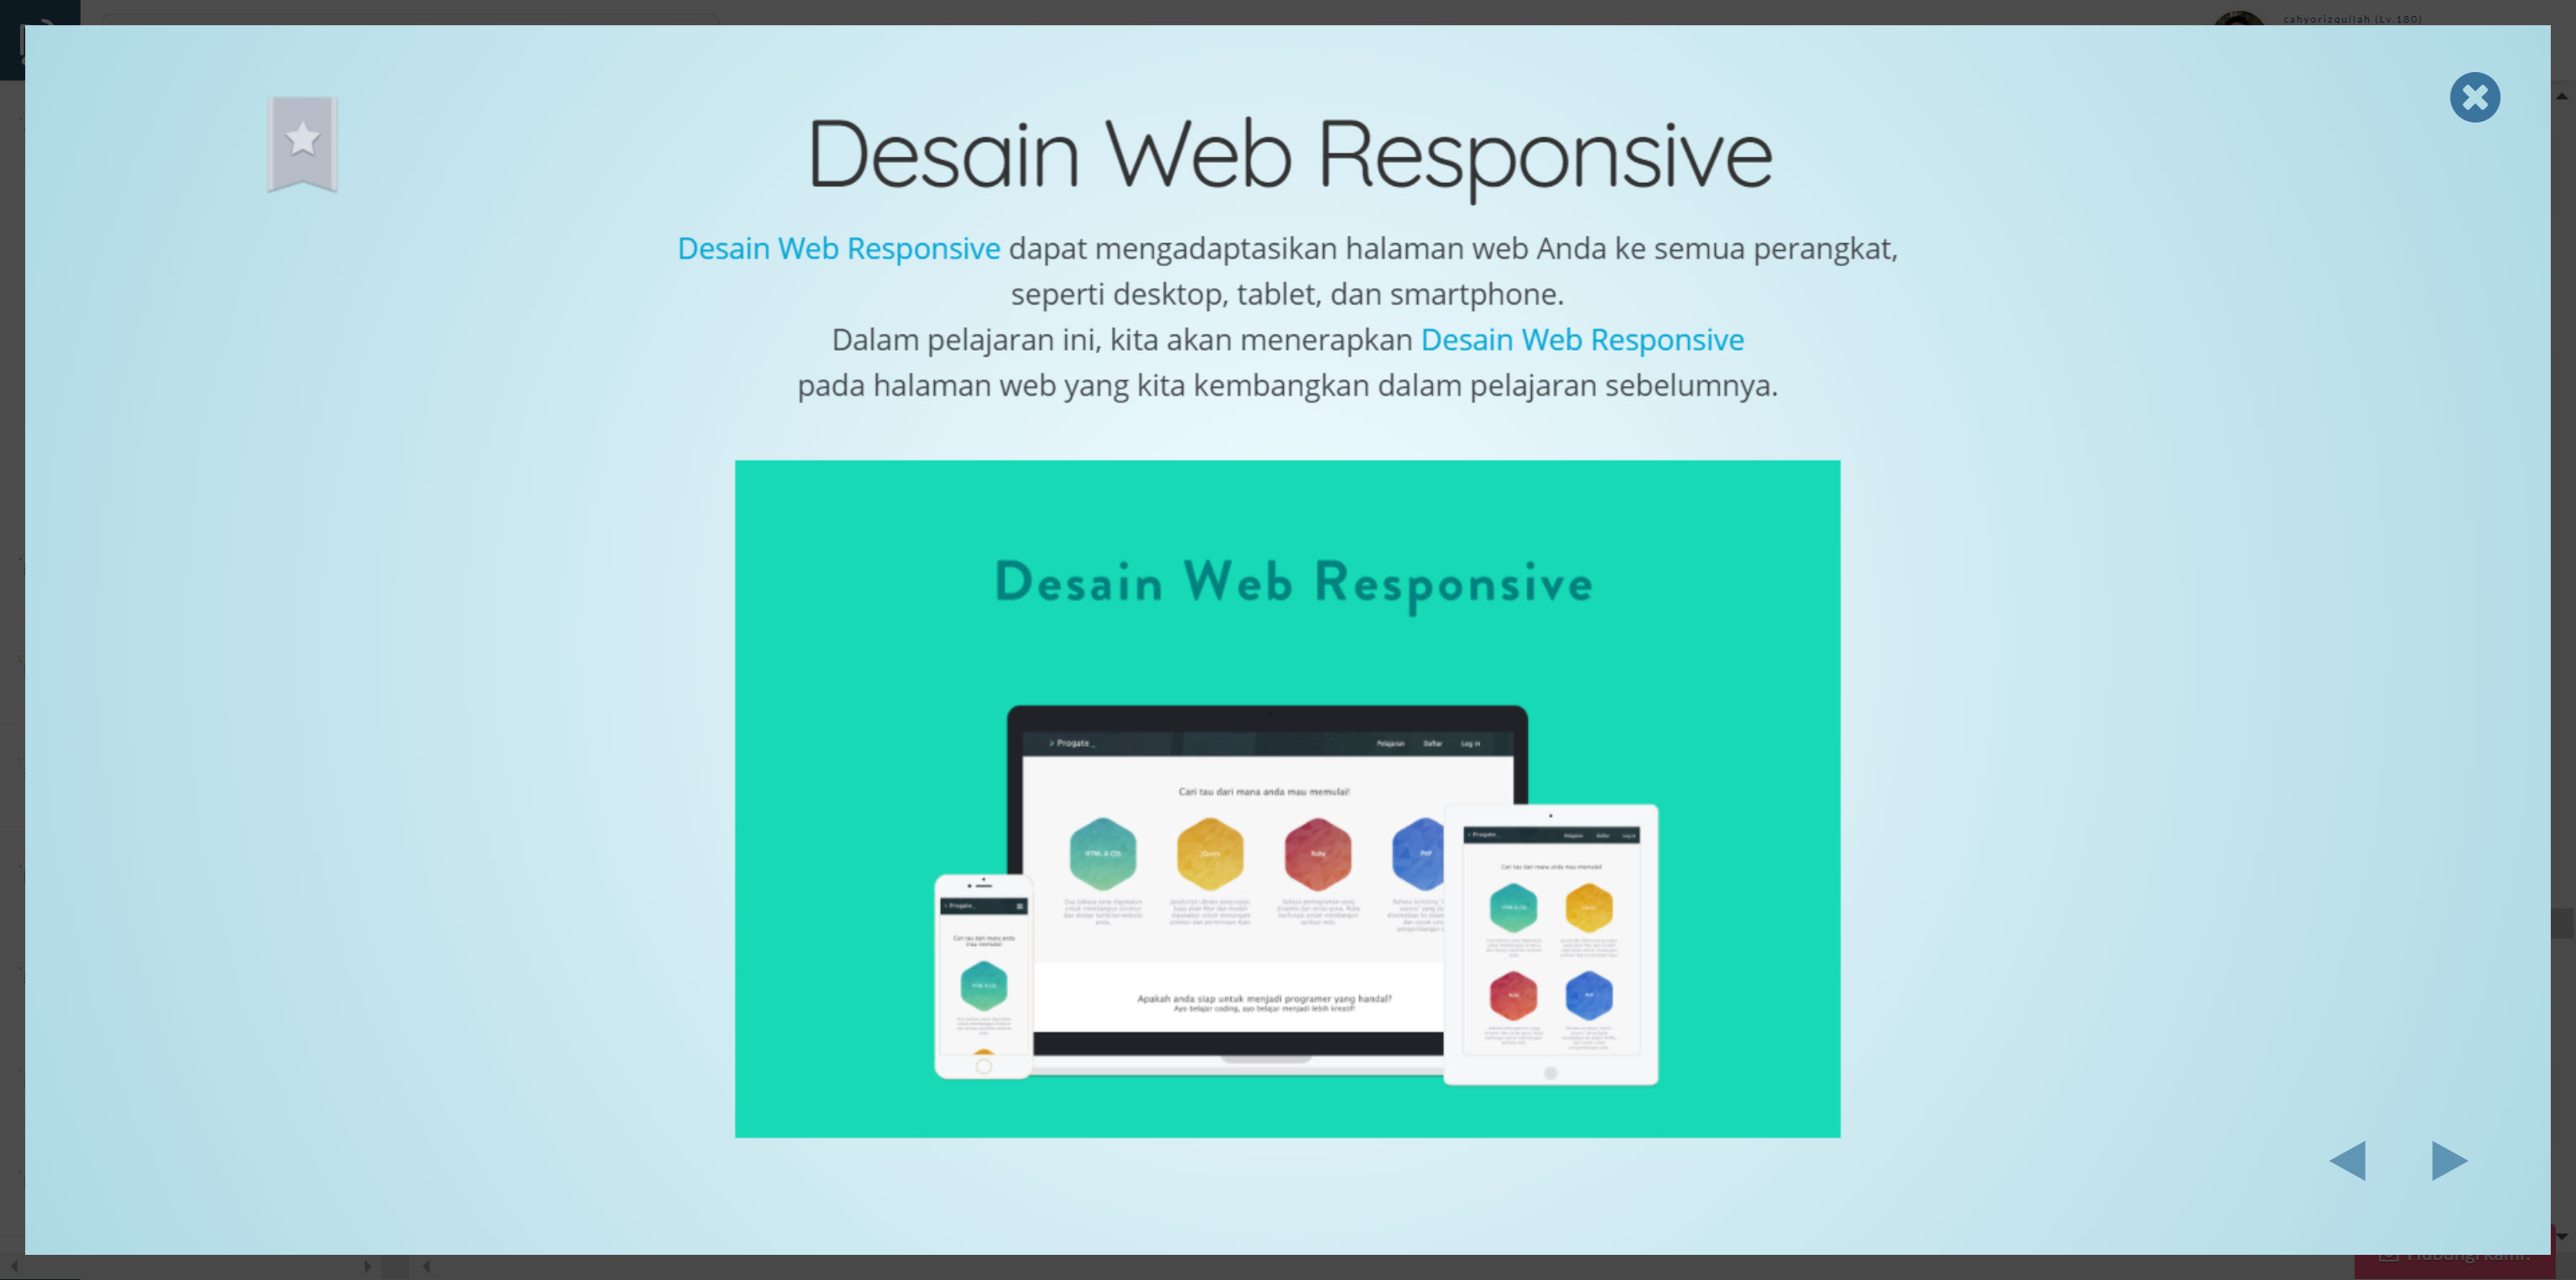 cahyorizqullah (Lv.180)
Desain Web Responsive
Desain Web Responsive dapat mengadaptasikan halaman web Anda ke semua perangkat,
seperti desktop, tablet, dan smartphone.
Dalam pelajaran ini, kita akan menerapkan Desain Web Responsive
pada halaman web yang kita kembangkan dalam pelajaran sebelumnya.
Desain Web Responsive
> Progate_ Pelajaran Daftar Log in
Cari tau dari mana anda mau memulai!
HTML & CSS jQuery Ruby PHP
Apakah anda siap untuk menjadi programer yang handal?
Ayo belajar coding, ayo belajar menjadi lebih kreatif!
> Progate_
Cari tau dari mana anda
mau memulai!
HTML & CSS
> Progate_ Pelajaran Daftar Log in
Cari tau dari mana anda mau memulai!
HTML & CSS
Ruby PHP
Hubungi kami!